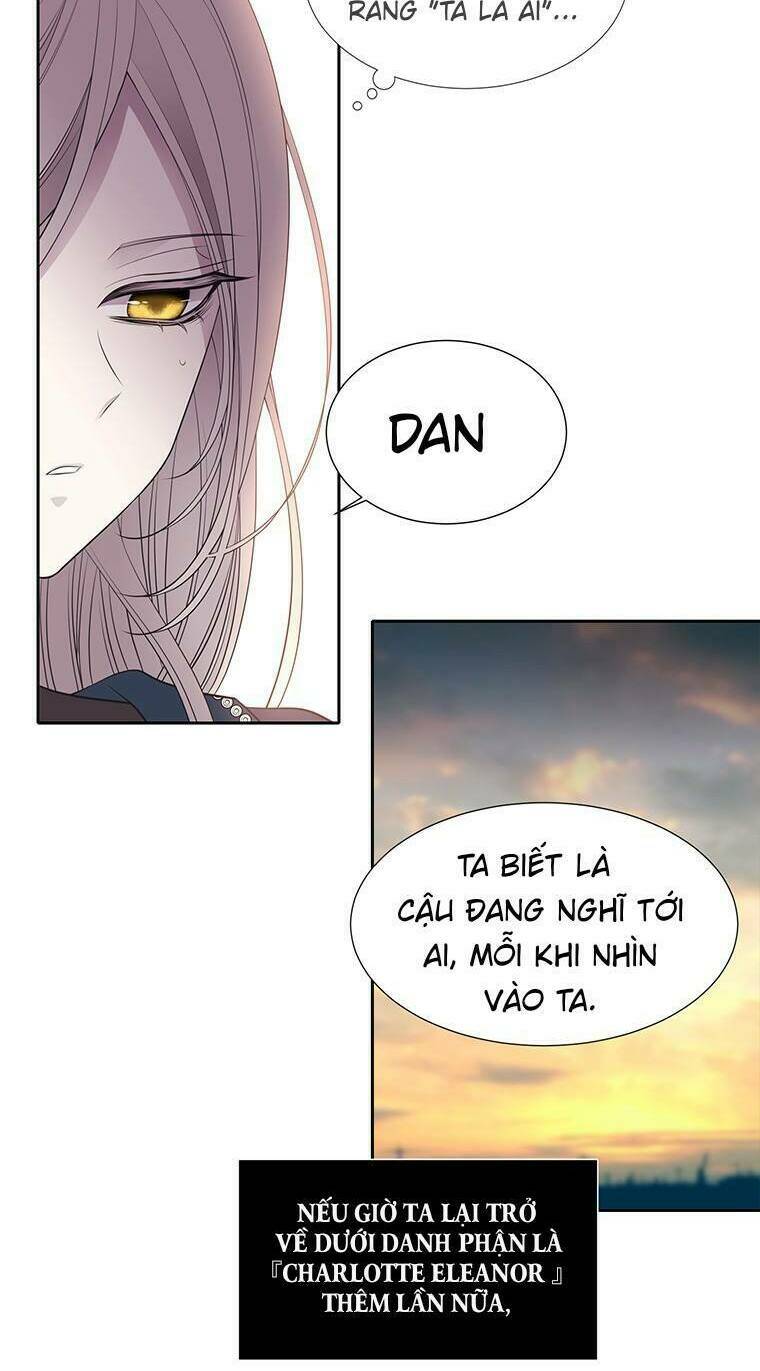 RẰNG "TA LÀ AI"...
DAN
TA BIẾT LÀ
CẬU ĐANG NGHĨ TỚI
AI, MỖI KHI NHÌN
VÀO TA.
NẾU GIỜ TA LẠI TRỞ
VỀ DƯỚI DANH PHẬN LÀ
『CHARLOTTE ELEANOR 』
THÊM LẦN NỮA,